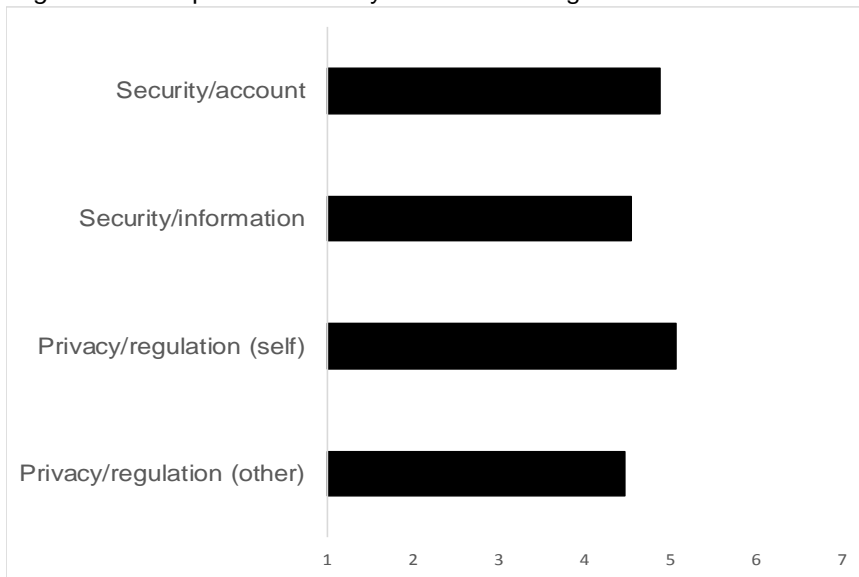 Security/account
Security/information
Privacy/regulation (self)
Privacy/regulation (other)
1 2 3 4 5 6 7